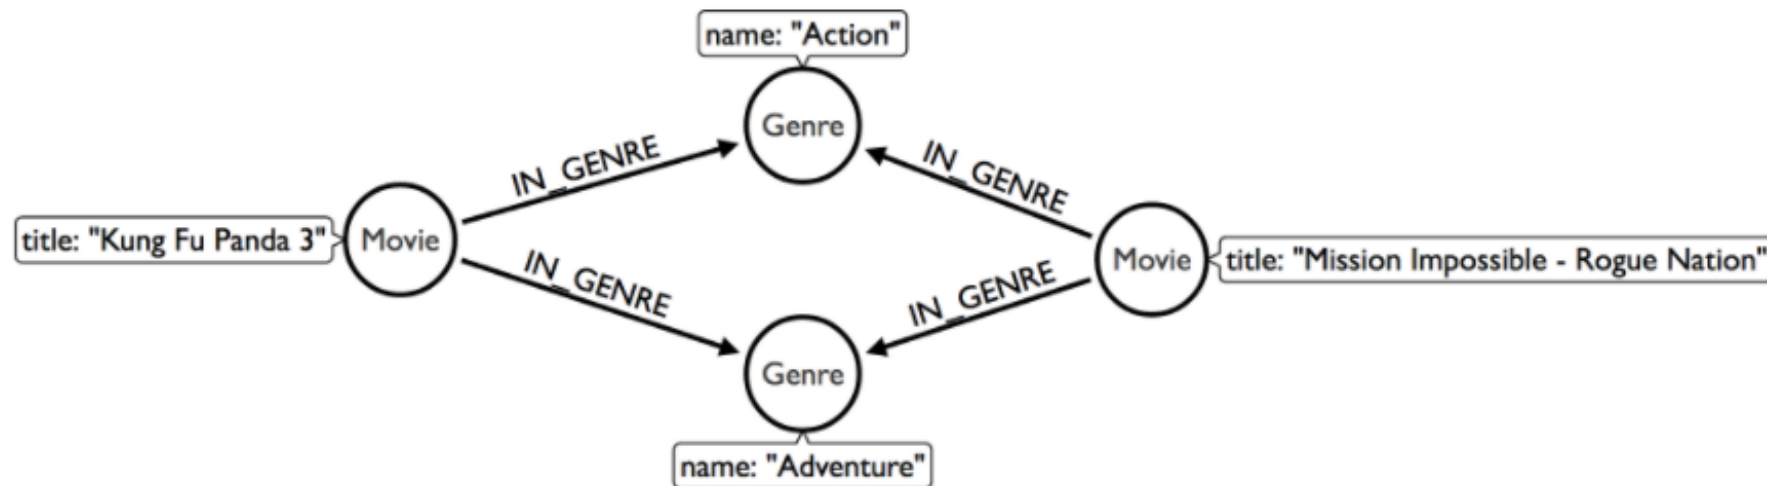 name: "Action"
Genre
IN_GENRE
IN_GENRE
title: "Kung Fu Panda 3"
Movie
Movie
title: "Mission Impossible - Rogue Nation"
IN_GENRE
IN_GENRE
Genre
name: "Adventure"